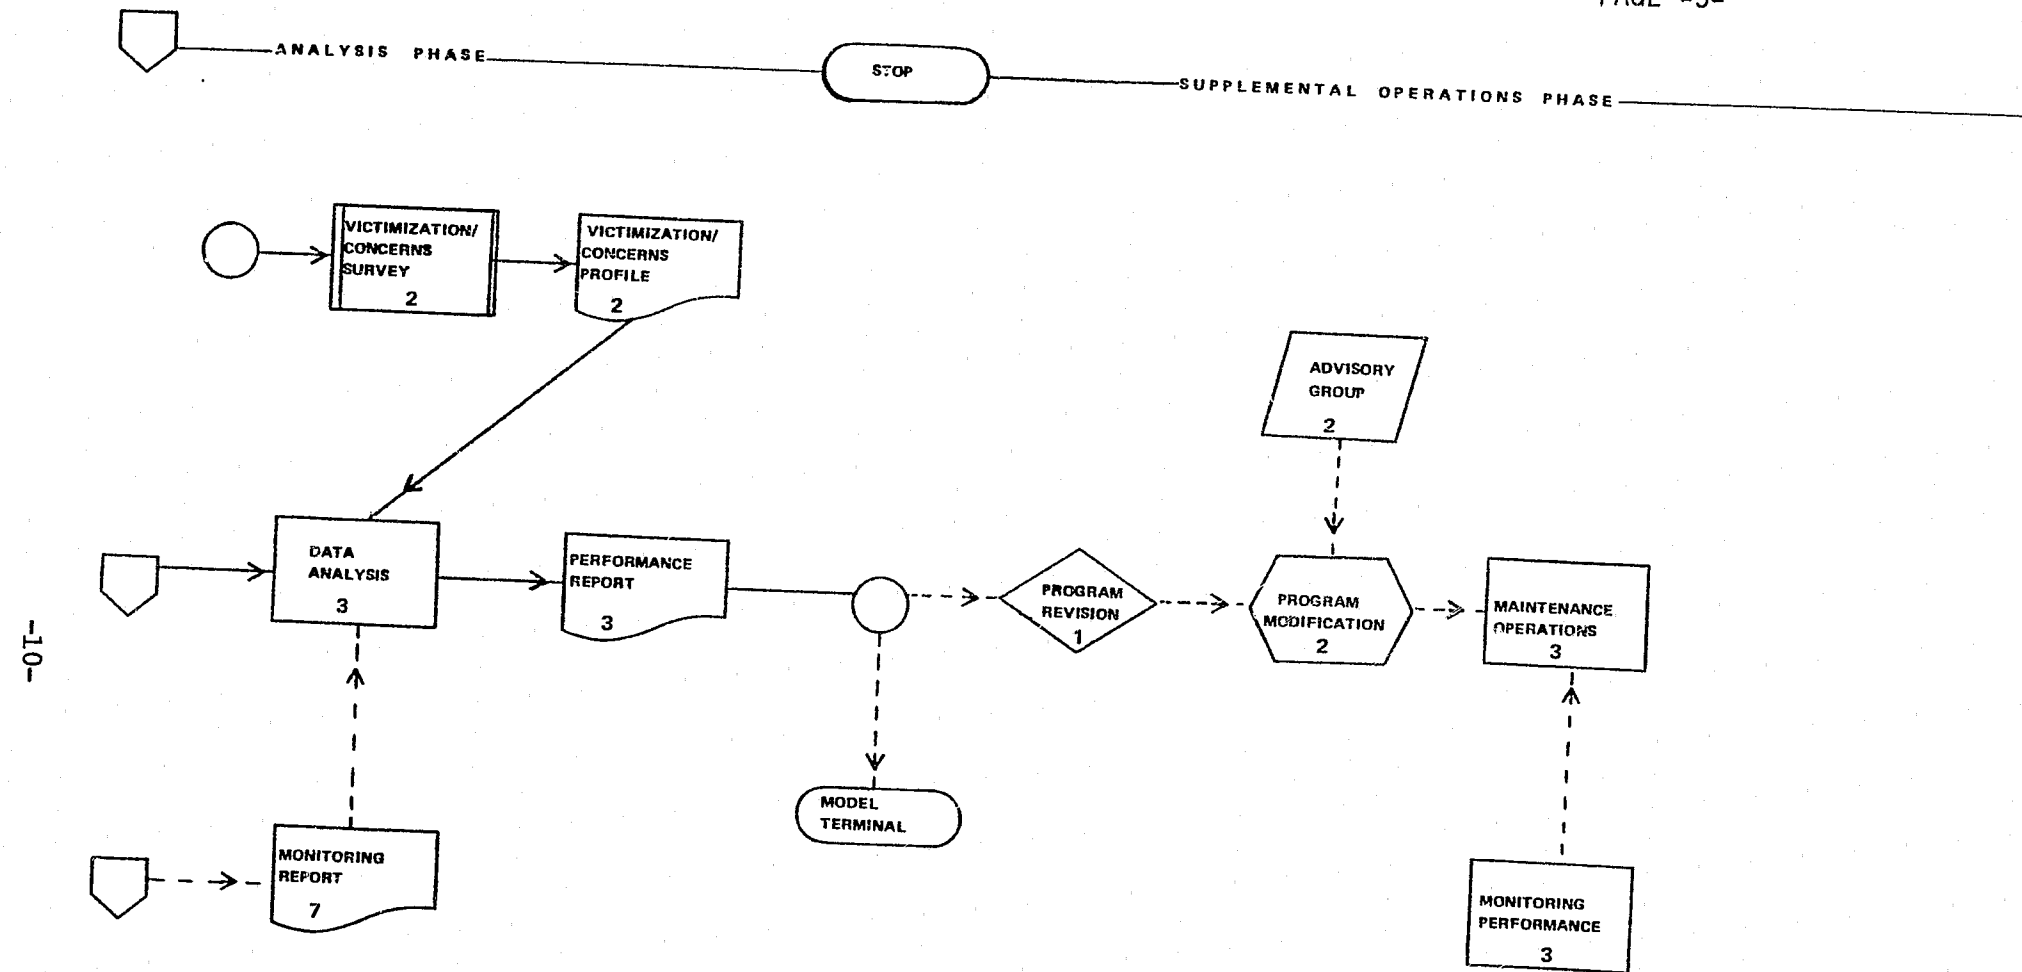 PAGE -5-
ANALYSIS PHASE
STOP
SUPPLEMENTAL OPERATIONS PHASE
VICTIMIZATION/
CONCERNS
SURVEY
2
VICTIMIZATION/
CONCERNS
PROFILE
2
ADVISORY
GROUP
2
DATA
ANALYSIS
3
PERFORMANCE
REPORT
3
PROGRAM
REVISION
1
PROGRAM
MODIFICATION
2
MAINTENANCE
OPERATIONS
3
-10-
MODEL
TERMINAL
MONITORING
REPORT
7
MONITORING
PERFORMANCE
3